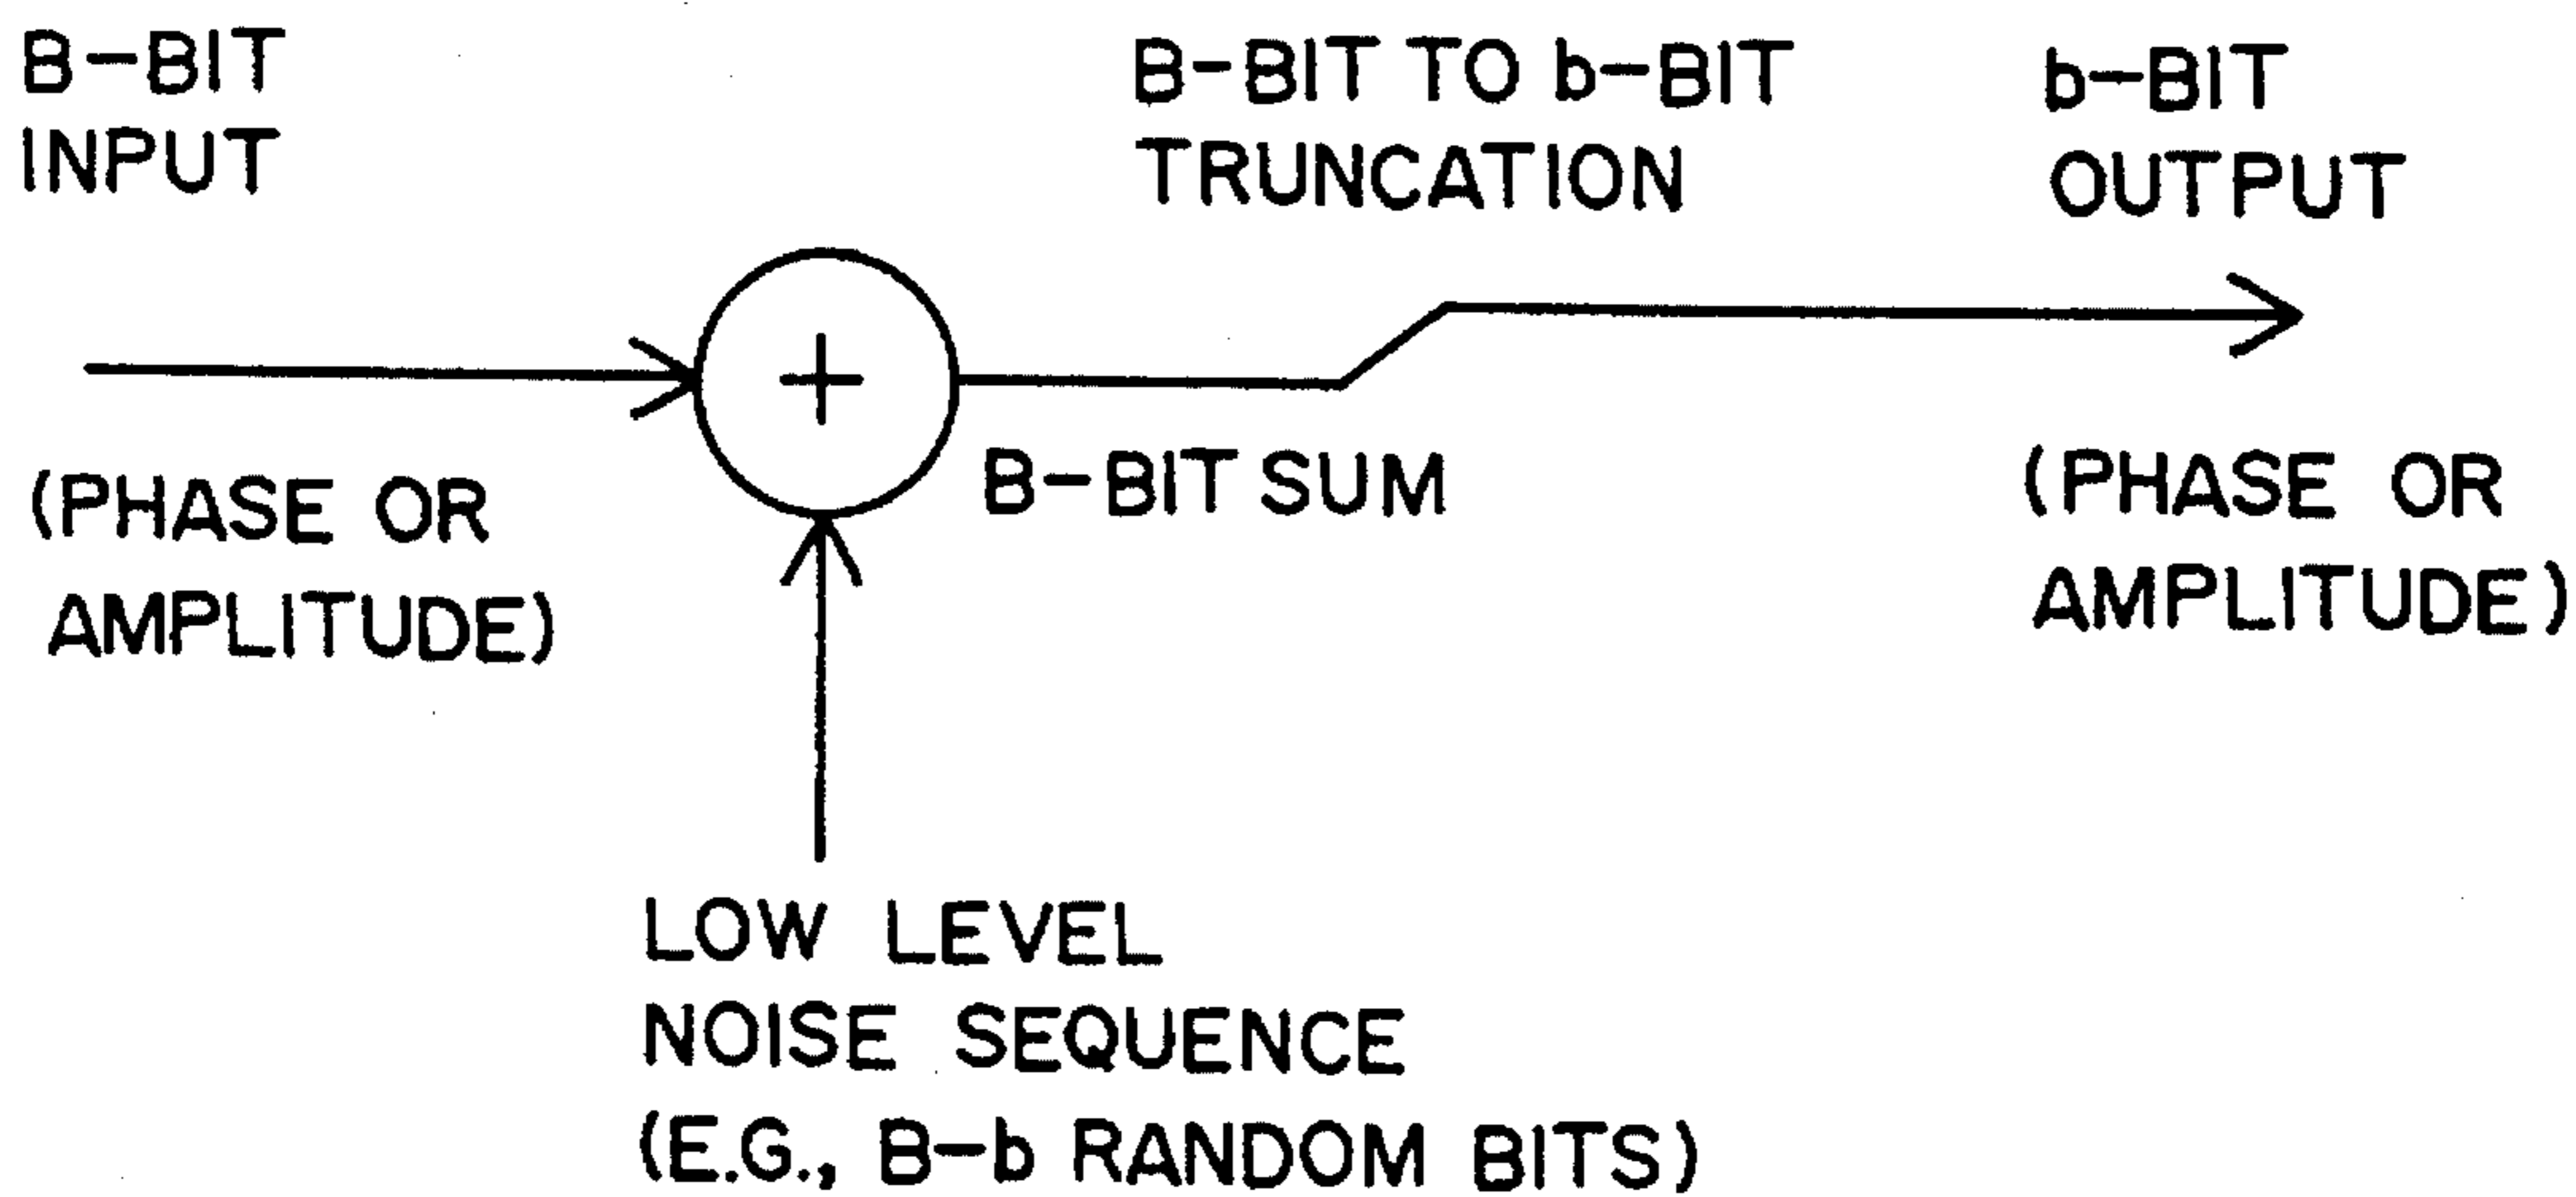 B-BIT
INPUT
B-BIT TO b-BIT
TRUNCATION
b-BIT
OUTPUT
+
(PHASE OR
AMPLITUDE)
B-BIT SUM
(PHASE OR
AMPLITUDE)
LOW LEVEL
NOISE SEQUENCE
(E.G., B-b RANDOM BITS)